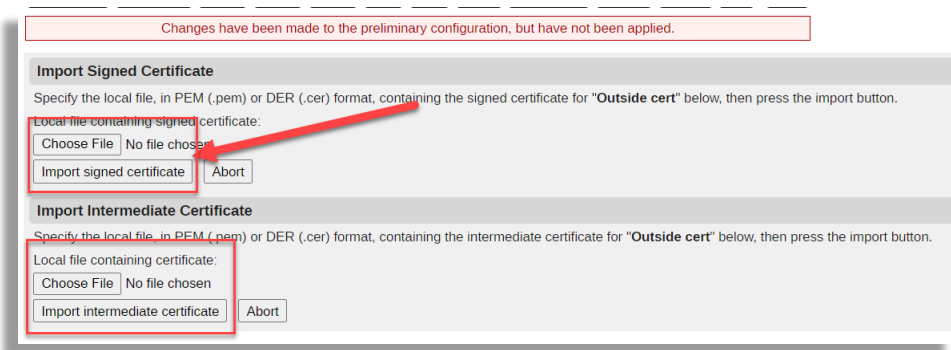 Changes have been made to the preliminary configuration, but have not been applied.
Import Signed Certificate
Specify the local file, in PEM (.pem) or DER (.cer) format, containing the signed certificate for "Outside cert" below, then press the import button.
Local file containing signed certificate:
Choose File No file chosen
Import signed certificate Abort
Import Intermediate Certificate
Specify the local file, in PEM (.pem) or DER (.cer) format, containing the intermediate certificate for "Outside cert" below, then press the import button.
Local file containing certificate:
Choose File No file chosen
Import intermediate certificate Abort